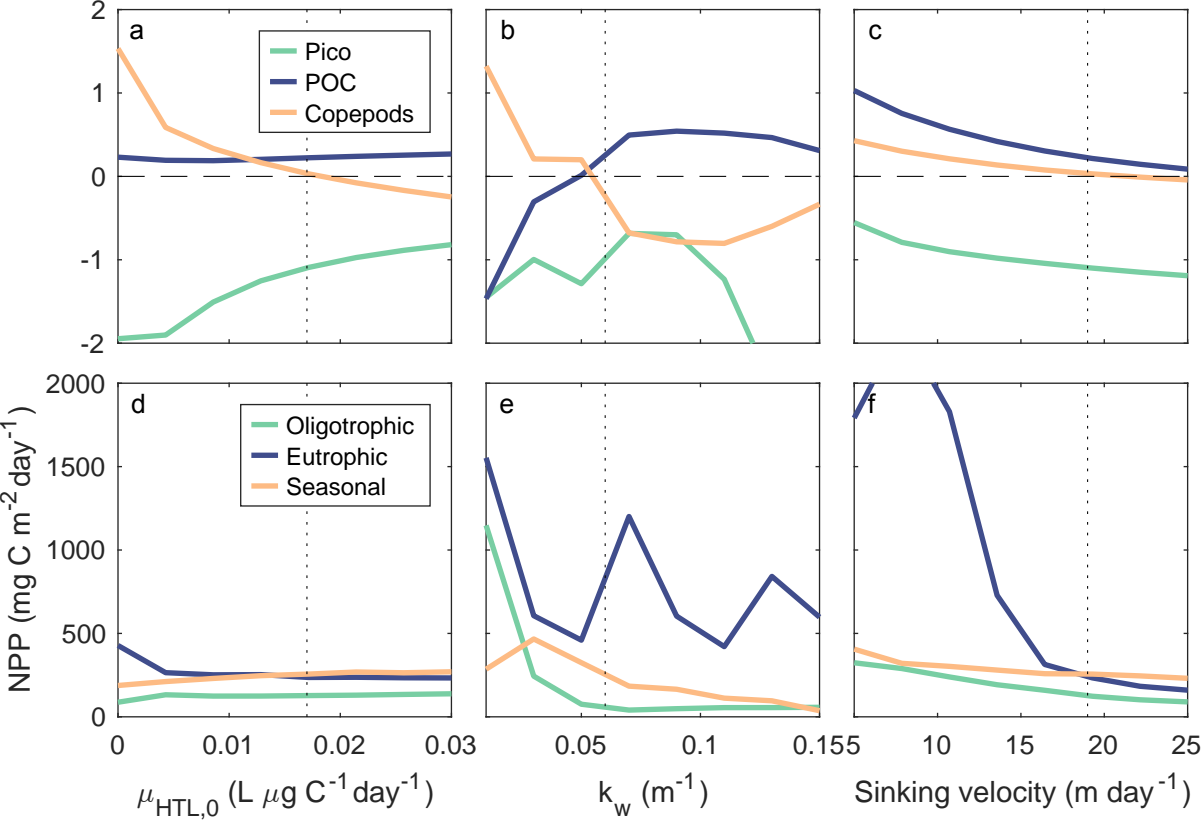 a
b
c
Pico
POC
Copepods
2
1
0
-1
-2
d
e
f
Oligotrophic
Eutrophic
Seasonal
2000
1500
1000
500
0
NPP (mg C m-2 day-1)
0 0.01 0.02 0.03
0.05 0.1 0.15
5 10 15 20 25
μHTL,0 (L μg C-1 day-1)
kw (m-1)
Sinking velocity (m day-1)